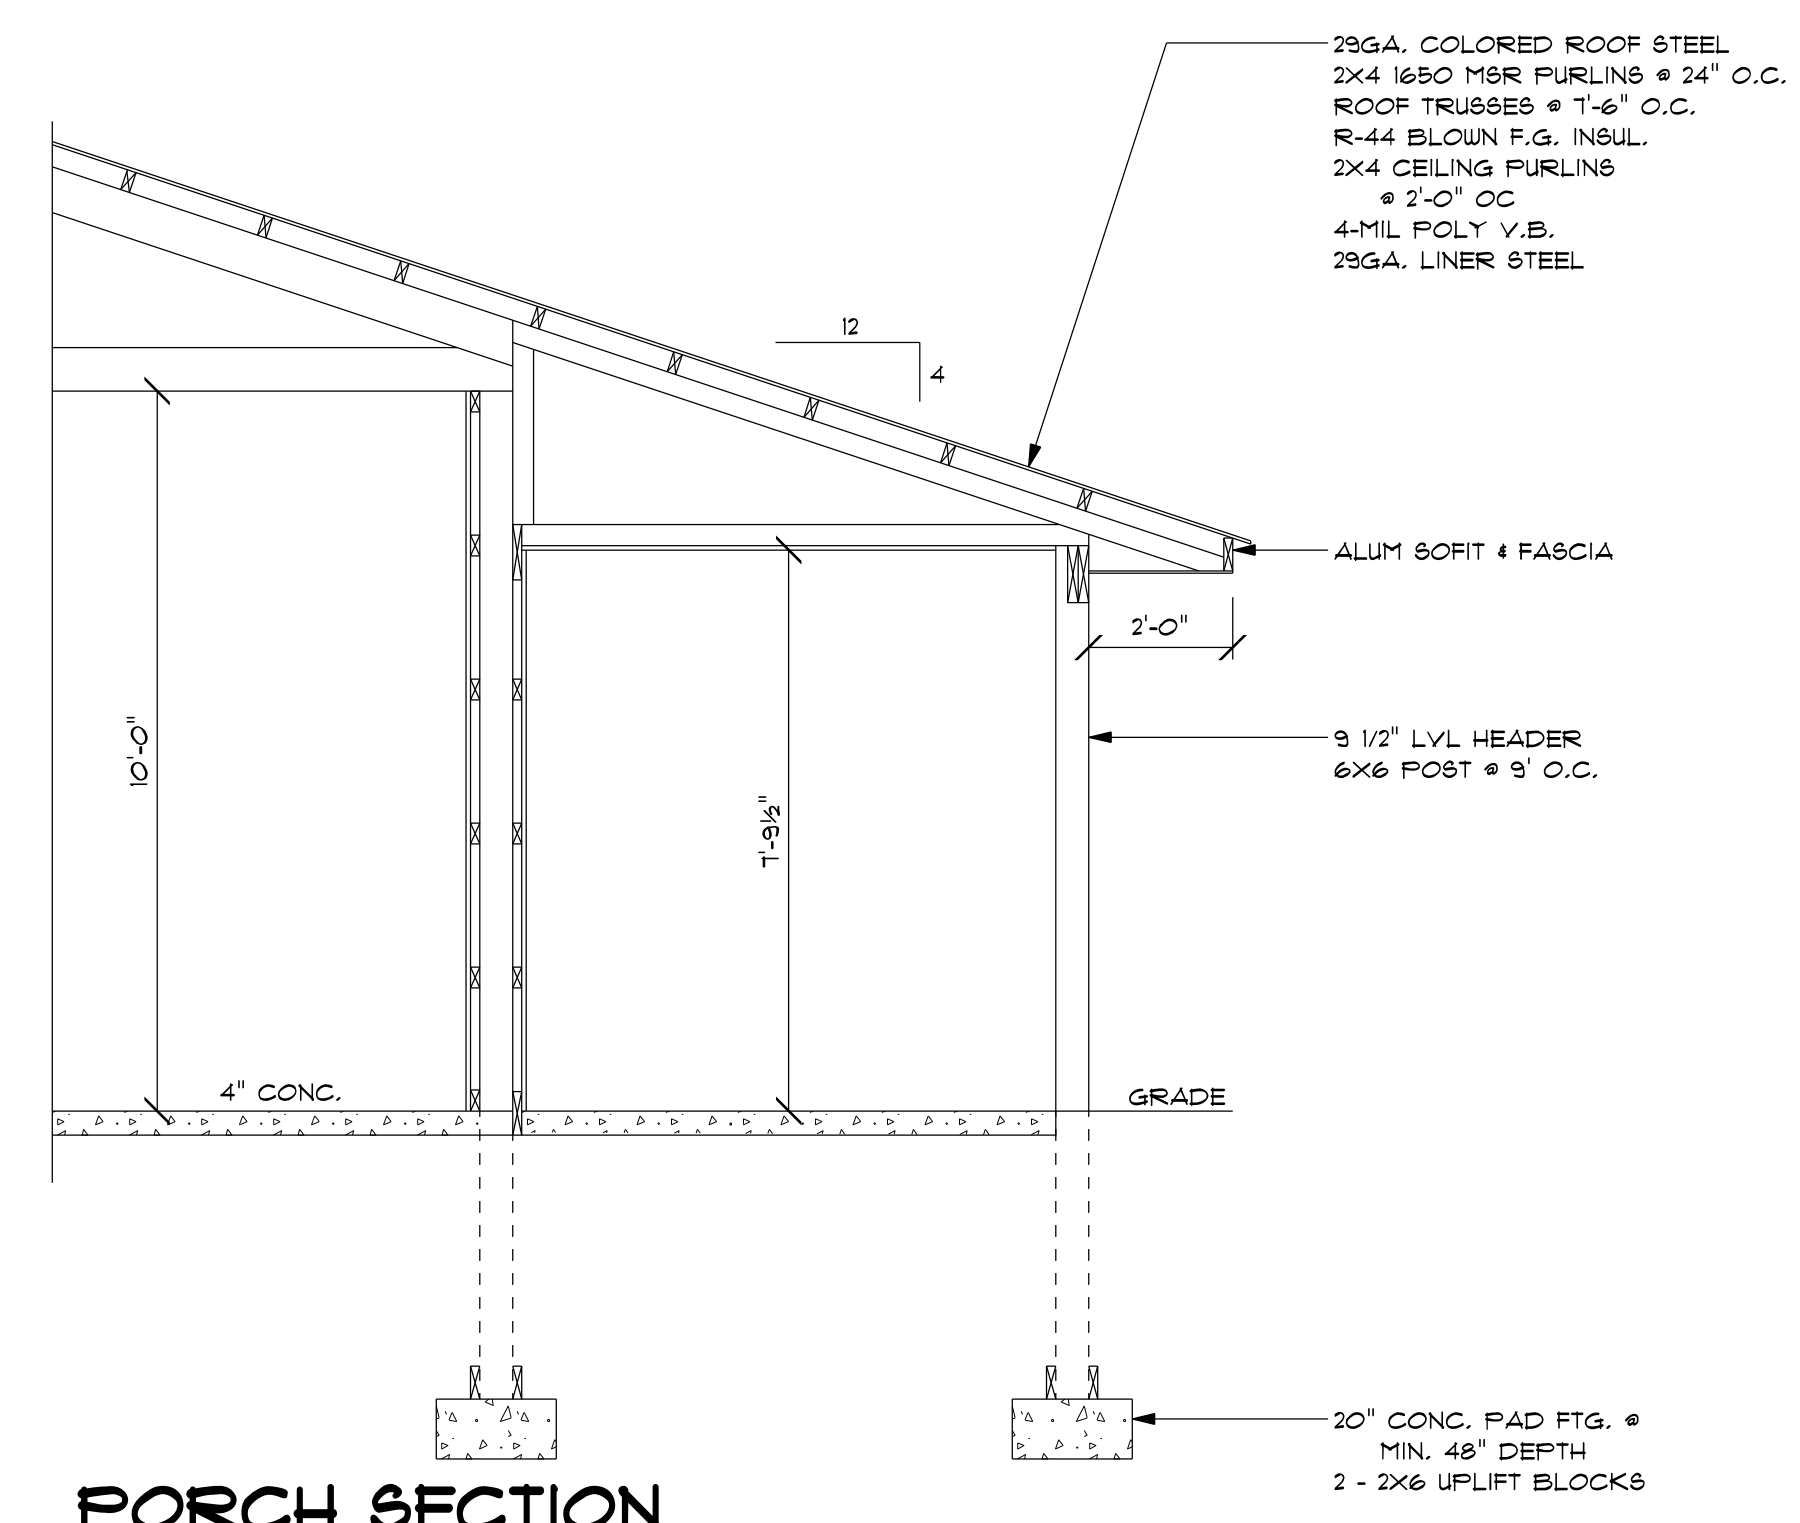 29GA. COLORED ROOF STEEL
2X4 1650 MSR PURLINS @ 24" O.C.
ROOF TRUSSES @ 7'-6" O.C.
R-44 BLOWN F.G. INSUL.
2X4 CEILING PURLINS
@ 2'-0" OC
4-MIL POLY V.B.
29GA. LINER STEEL
12
4
ALUM SOFIT & FASCIA
2'-0"
10'-0"
7'-9½"
9 1/2" LVL HEADER
6X6 POST @ 9' O.C.
4" CONC.
GRADE
20" CONC. PAD FTG. @
MIN. 48" DEPTH
2 - 2X6 UPLIFT BLOCKS
PORCH SECTION